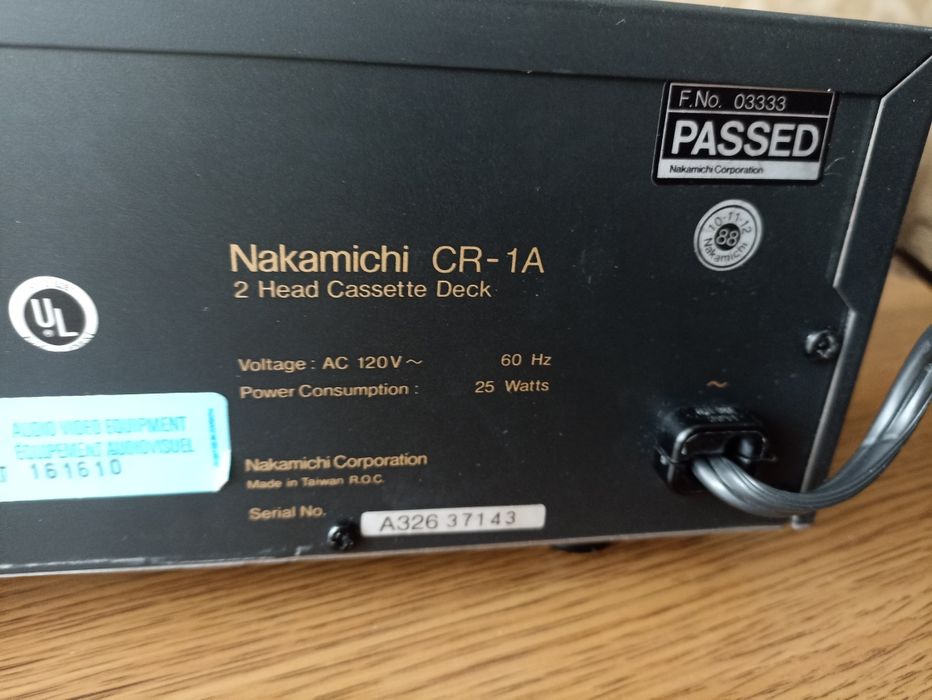 F.No. 03333
PASSED
Nakamichi Corporation
10-11-12
88
Nakamichi
Nakamichi CR-1A
2 Head Cassette Deck
UL
®
Voltage : AC 120V~ 60 Hz
Power Consumption : 25 Watts
~
AUDIO VIDEO EQUIPMENT
EQUIPEMENT AUDIOVISUEL
161610
Nakamichi Corporation
Made in Taiwan R.O.C.
Serial No. A326 37143